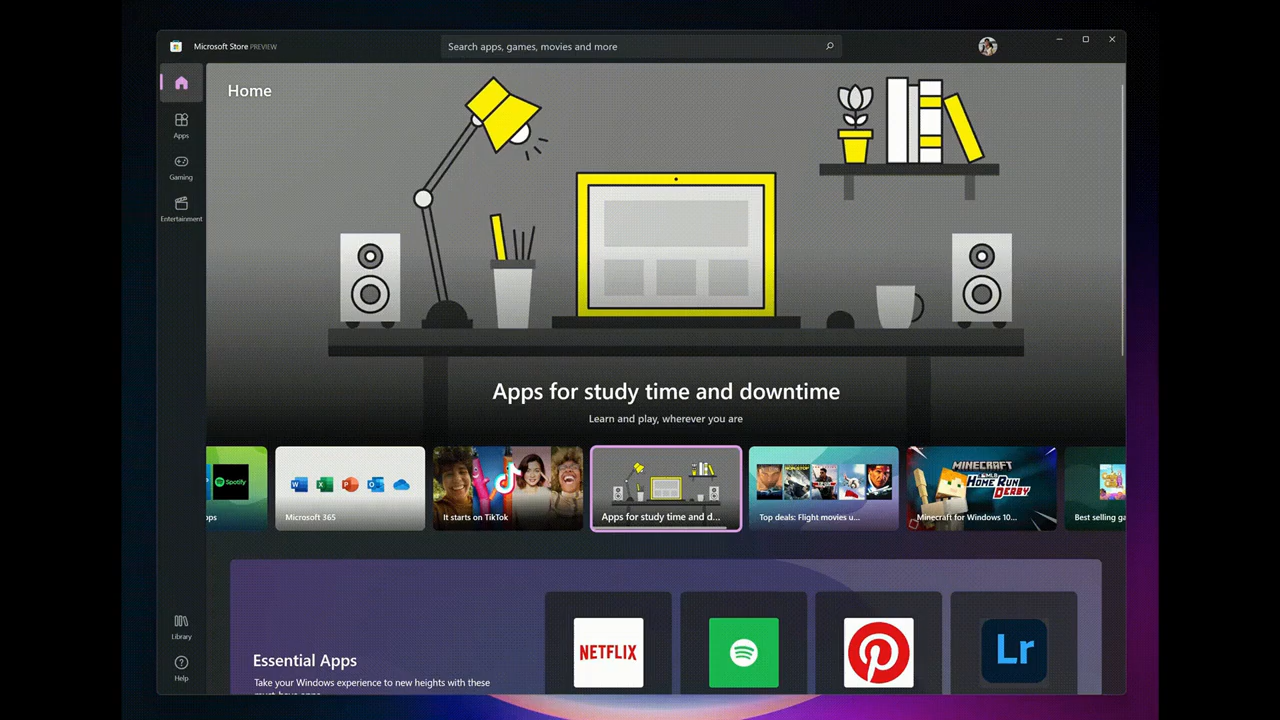 Microsoft Store PREVIEW
Search apps, games, movies and more
Home
Apps
Gaming
Entertainment
Apps for study time and downtime
Learn and play, wherever you are
Spotify
ops
Microsoft 365
It starts on TikTok
Apps for study time and d...
Top deals: Flight movies u...
MINECRAFT
HOME RUN
DERBY
Minecraft for Windows 10...
Best selling ga
Library
Help
Essential Apps
Take your Windows experience to new heights with these
NETFLIX
Lr